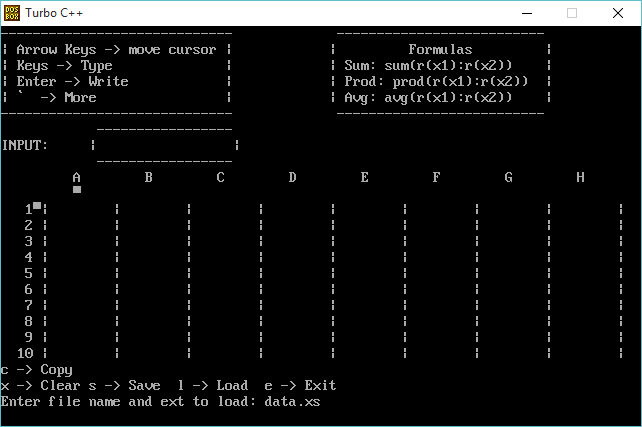 DOS BOX Turbo C++
Arrow Keys -> move cursor
Keys -> Type
Enter -> Write
` -> More
Formulas
Sum: sum(r(x1):r(x2))
Prod: prod(r(x1):r(x2))
Avg: avg(r(x1):r(x2))
INPUT:
A B C D E F G H
1
2
3
4
5
6
7
8
9
10
c -> Copy
x -> Clear s -> Save l -> Load e -> Exit
Enter file name and ext to load: data.xs